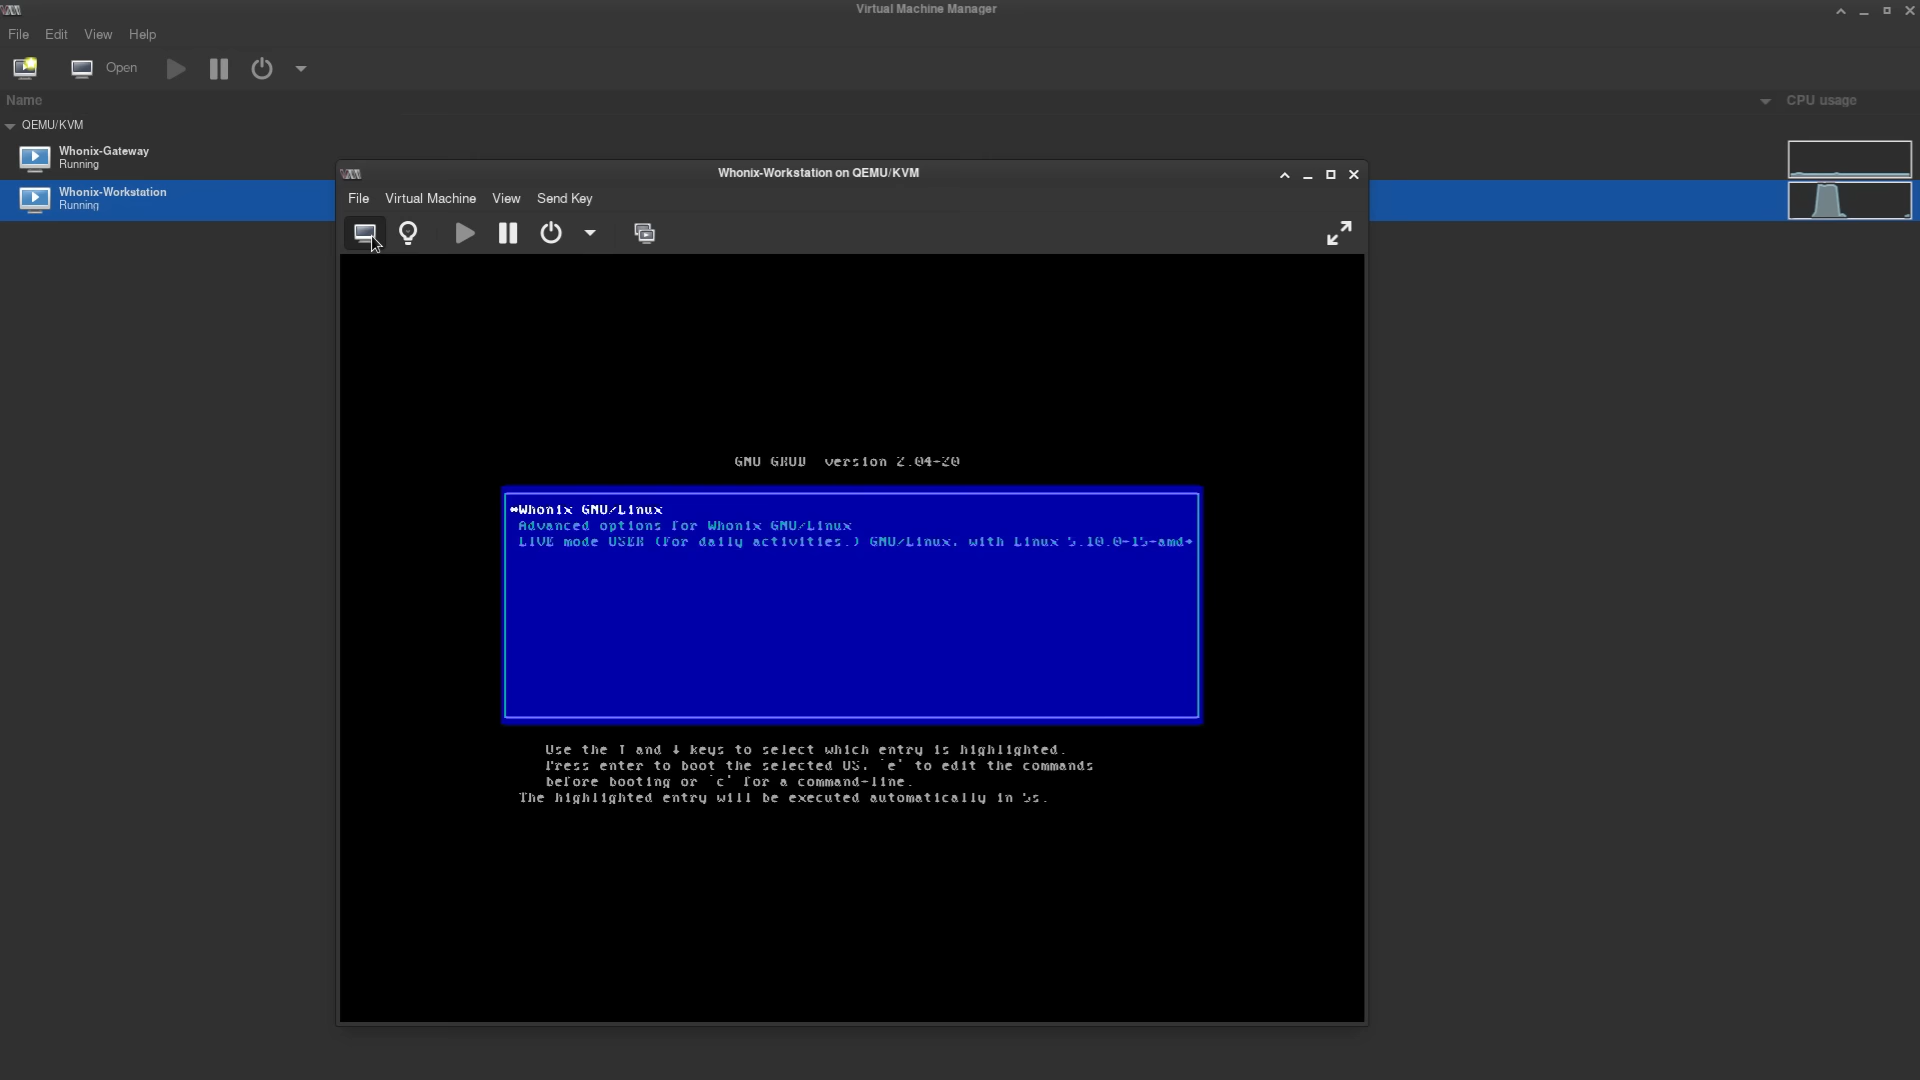 Virtual Machine Manager
File Edit View Help
Open
Name CPU usage
QEMU/KVM
Whonix-Gateway
Running
Whonix-Workstation
Running
Whonix-Workstation on QEMU/KVM
File Virtual Machine View Send Key
GNU GRUB version 2.04-20
*Whonix GNU/Linux
Advanced options for Whonix GNU/Linux
LIVE mode USER (For daily activities.) GNU/Linux, with Linux 5.10.0-15-amd→
Use the ↑ and ↓ keys to select which entry is highlighted.
Press enter to boot the selected OS, `e' to edit the commands
before booting or `c' for a command-line.
The highlighted entry will be executed automatically in 5s.